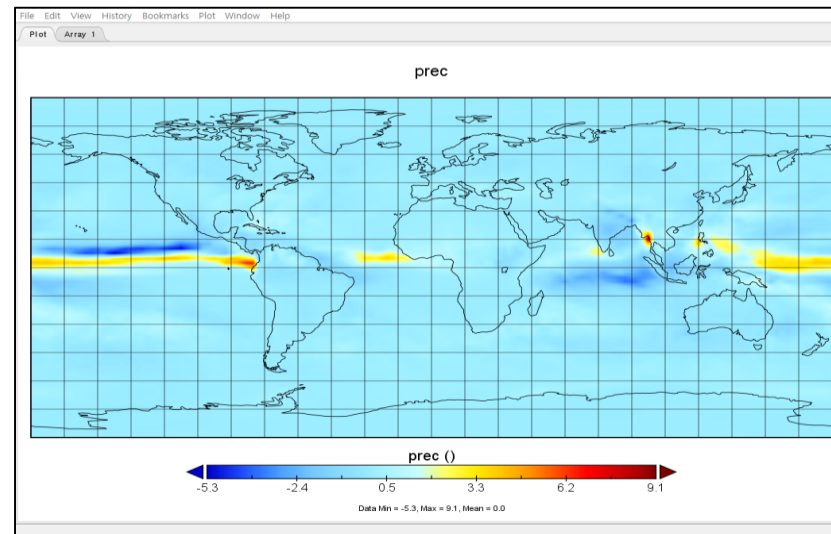 File Edit View History Bookmarks Plot Window Help
Plot Array 1
prec
prec ()
-5.3 -2.4 0.5 3.3 6.2 9.1
Data Min = -5.3, Max = 9.1, Mean = 0.0